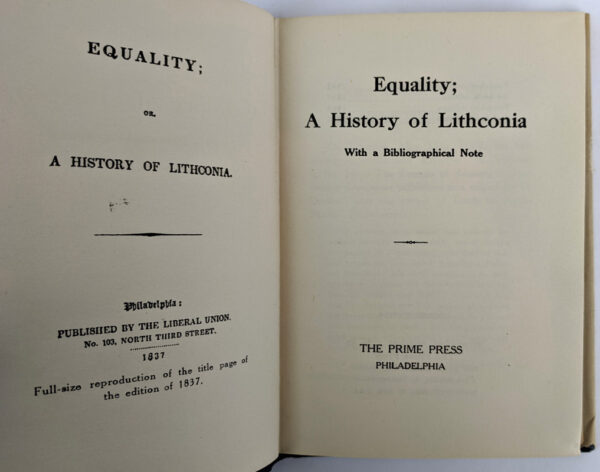 EQUALITY;
OR,
A HISTORY OF LITHCONIA.
Philadelphia:
PUBLISHED BY THE LIBERAL UNION.
No. 103, NORTH THIRD STREET.
1837
Full-size reproduction of the title page of
the edition of 1837.
Equality;
A History of Lithconia
With a Bibliographical Note
THE PRIME PRESS
PHILADELPHIA